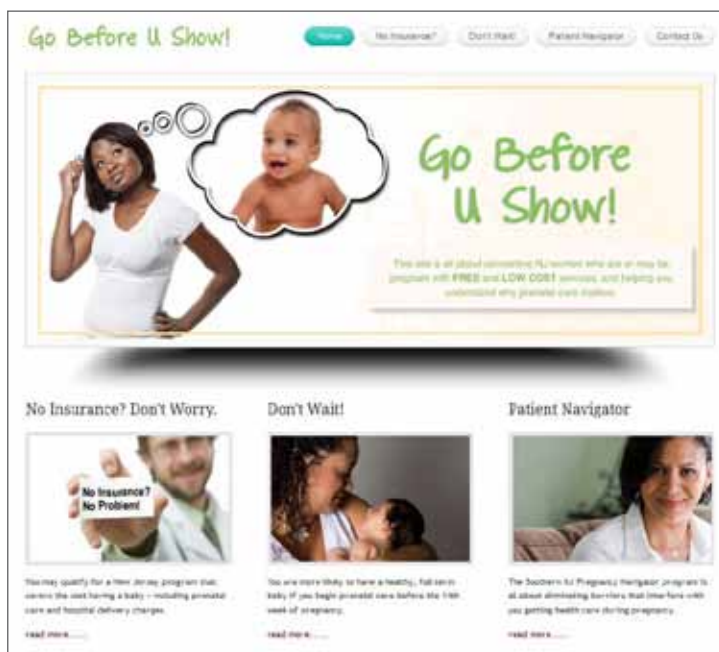 Go Before U Show!
Home
No Insurance?
Don't Wait!
Patient Navigator
Contact Us
Go Before
U Show!
This site is all about connecting NJ women who are or may be
pregnant with FREE and LOW COST services, and helping you
understand why prenatal care matters.
No Insurance? Don't Worry.
No Insurance?
No Problem!
You may qualify for a New Jersey program that
covers the cost having a baby – including prenatal
care and hospital delivery charges.
read more.....
Don't Wait!
You are more likely to have a healthy, full term
baby if you begin prenatal care before the 14th
week of pregnancy.
read more.....
Patient Navigator
The Southern NJ Pregnancy Navigator program is
all about eliminating barriers that interfere with
you getting health care during pregnancy.
read more.....